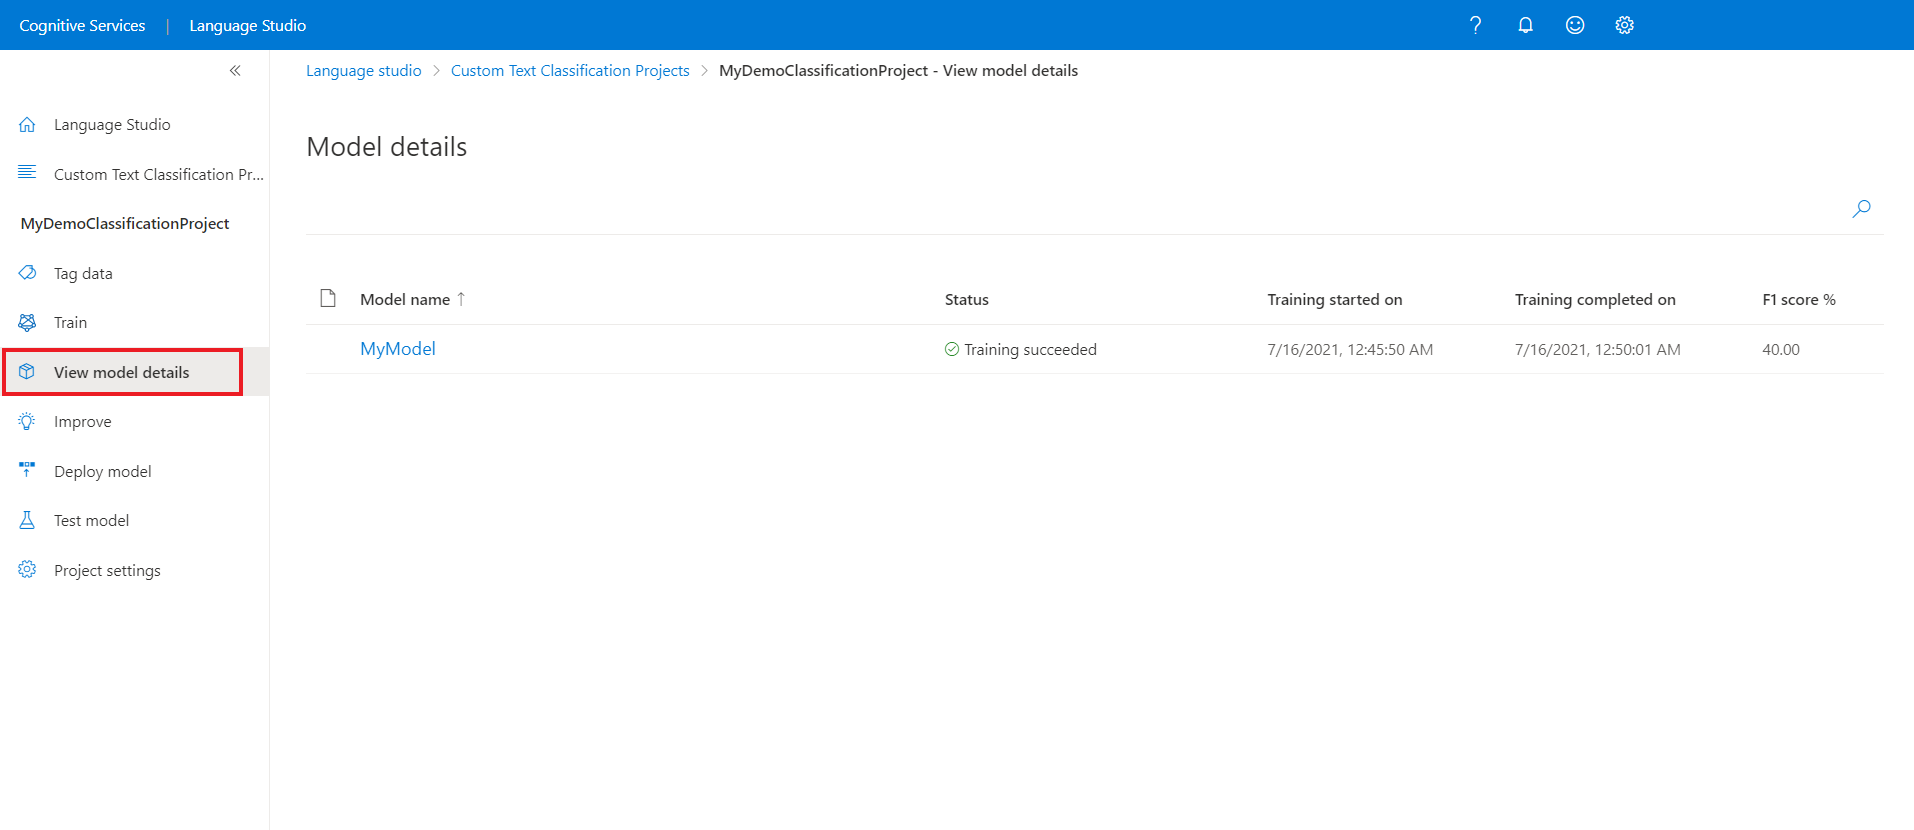 Cognitive Services | Language Studio
Language studio > Custom Text Classification Projects > MyDemoClassificationProject - View model details
Language Studio
Custom Text Classification Pr...
MyDemoClassificationProject
Tag data
Train
View model details
Improve
Deploy model
Test model
Project settings
Model details
Model name ↑ Status Training started on Training completed on F1 score %
MyModel Training succeeded 7/16/2021, 12:45:50 AM 7/16/2021, 12:50:01 AM 40.00